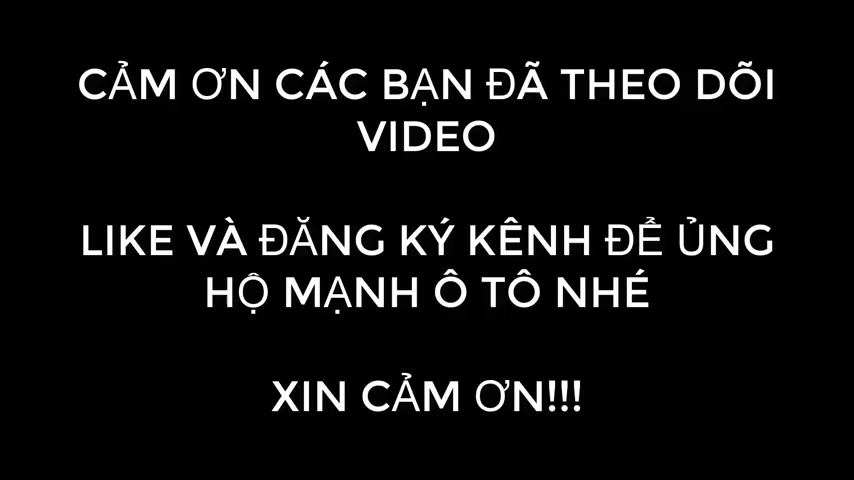 CẢM ƠN CÁC BẠN ĐÃ THEO DÕI
VIDEO
LIKE VÀ ĐĂNG KÝ KÊNH ĐỂ ỦNG
HỘ MẠNH Ô TÔ NHÉ
XIN CẢM ƠN!!!